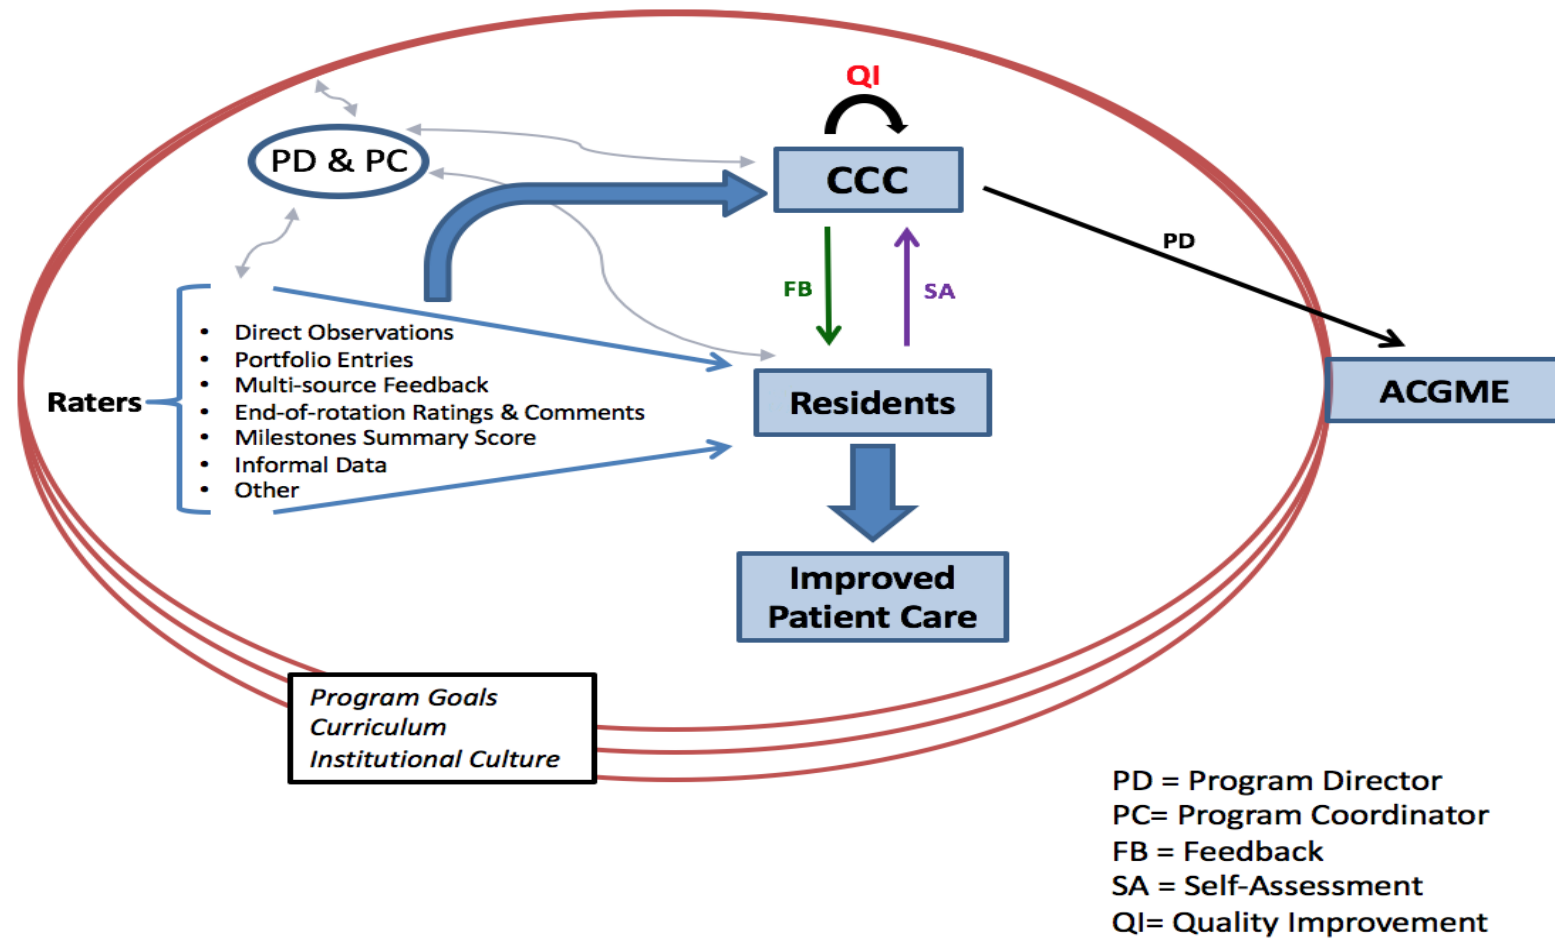 QI
PD & PC
CCC
PD
FB
SA
Raters
• Direct Observations
• Portfolio Entries
• Multi-source Feedback
• End-of-rotation Ratings & Comments
• Milestones Summary Score
• Informal Data
• Other
Residents
ACGME
Improved
Patient Care
Program Goals
Curriculum
Institutional Culture
PD = Program Director
PC= Program Coordinator
FB = Feedback
SA = Self-Assessment
QI= Quality Improvement